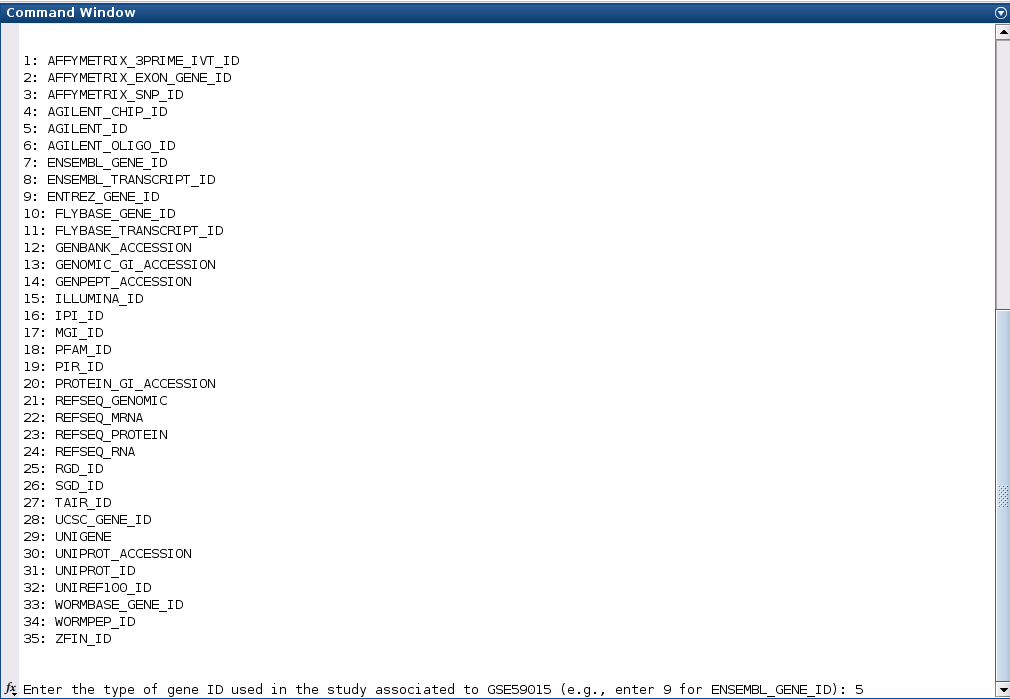 Command Window
1: AFFYMETRIX_3PRIME_IVT_ID
2: AFFYMETRIX_EXON_GENE_ID
3: AFFYMETRIX_SNP_ID
4: AGILENT_CHIP_ID
5: AGILENT_ID
6: AGILENT_OLIGO_ID
7: ENSEMBL_GENE_ID
8: ENSEMBL_TRANSCRIPT_ID
9: ENTREZ_GENE_ID
10: FLYBASE_GENE_ID
11: FLYBASE_TRANSCRIPT_ID
12: GENBANK_ACCESSION
13: GENOMIC_GI_ACCESSION
14: GENPEPT_ACCESSION
15: ILLUMINA_ID
16: IPI_ID
17: MGI_ID
18: PFAM_ID
19: PIR_ID
20: PROTEIN_GI_ACCESSION
21: REFSEQ_GENOMIC
22: REFSEQ_MRNA
23: REFSEQ_PROTEIN
24: REFSEQ_RNA
25: RGD_ID
26: SGD_ID
27: TAIR_ID
28: UCSC_GENE_ID
29: UNIGENE
30: UNIPROT_ACCESSION
31: UNIPROT_ID
32: UNIREF100_ID
33: WORMBASE_GENE_ID
34: WORMPEP_ID
35: ZFIN_ID
fx Enter the type of gene ID used in the study associated to GSE59015 (e.g., enter 9 for ENSEMBL_GENE_ID): 5